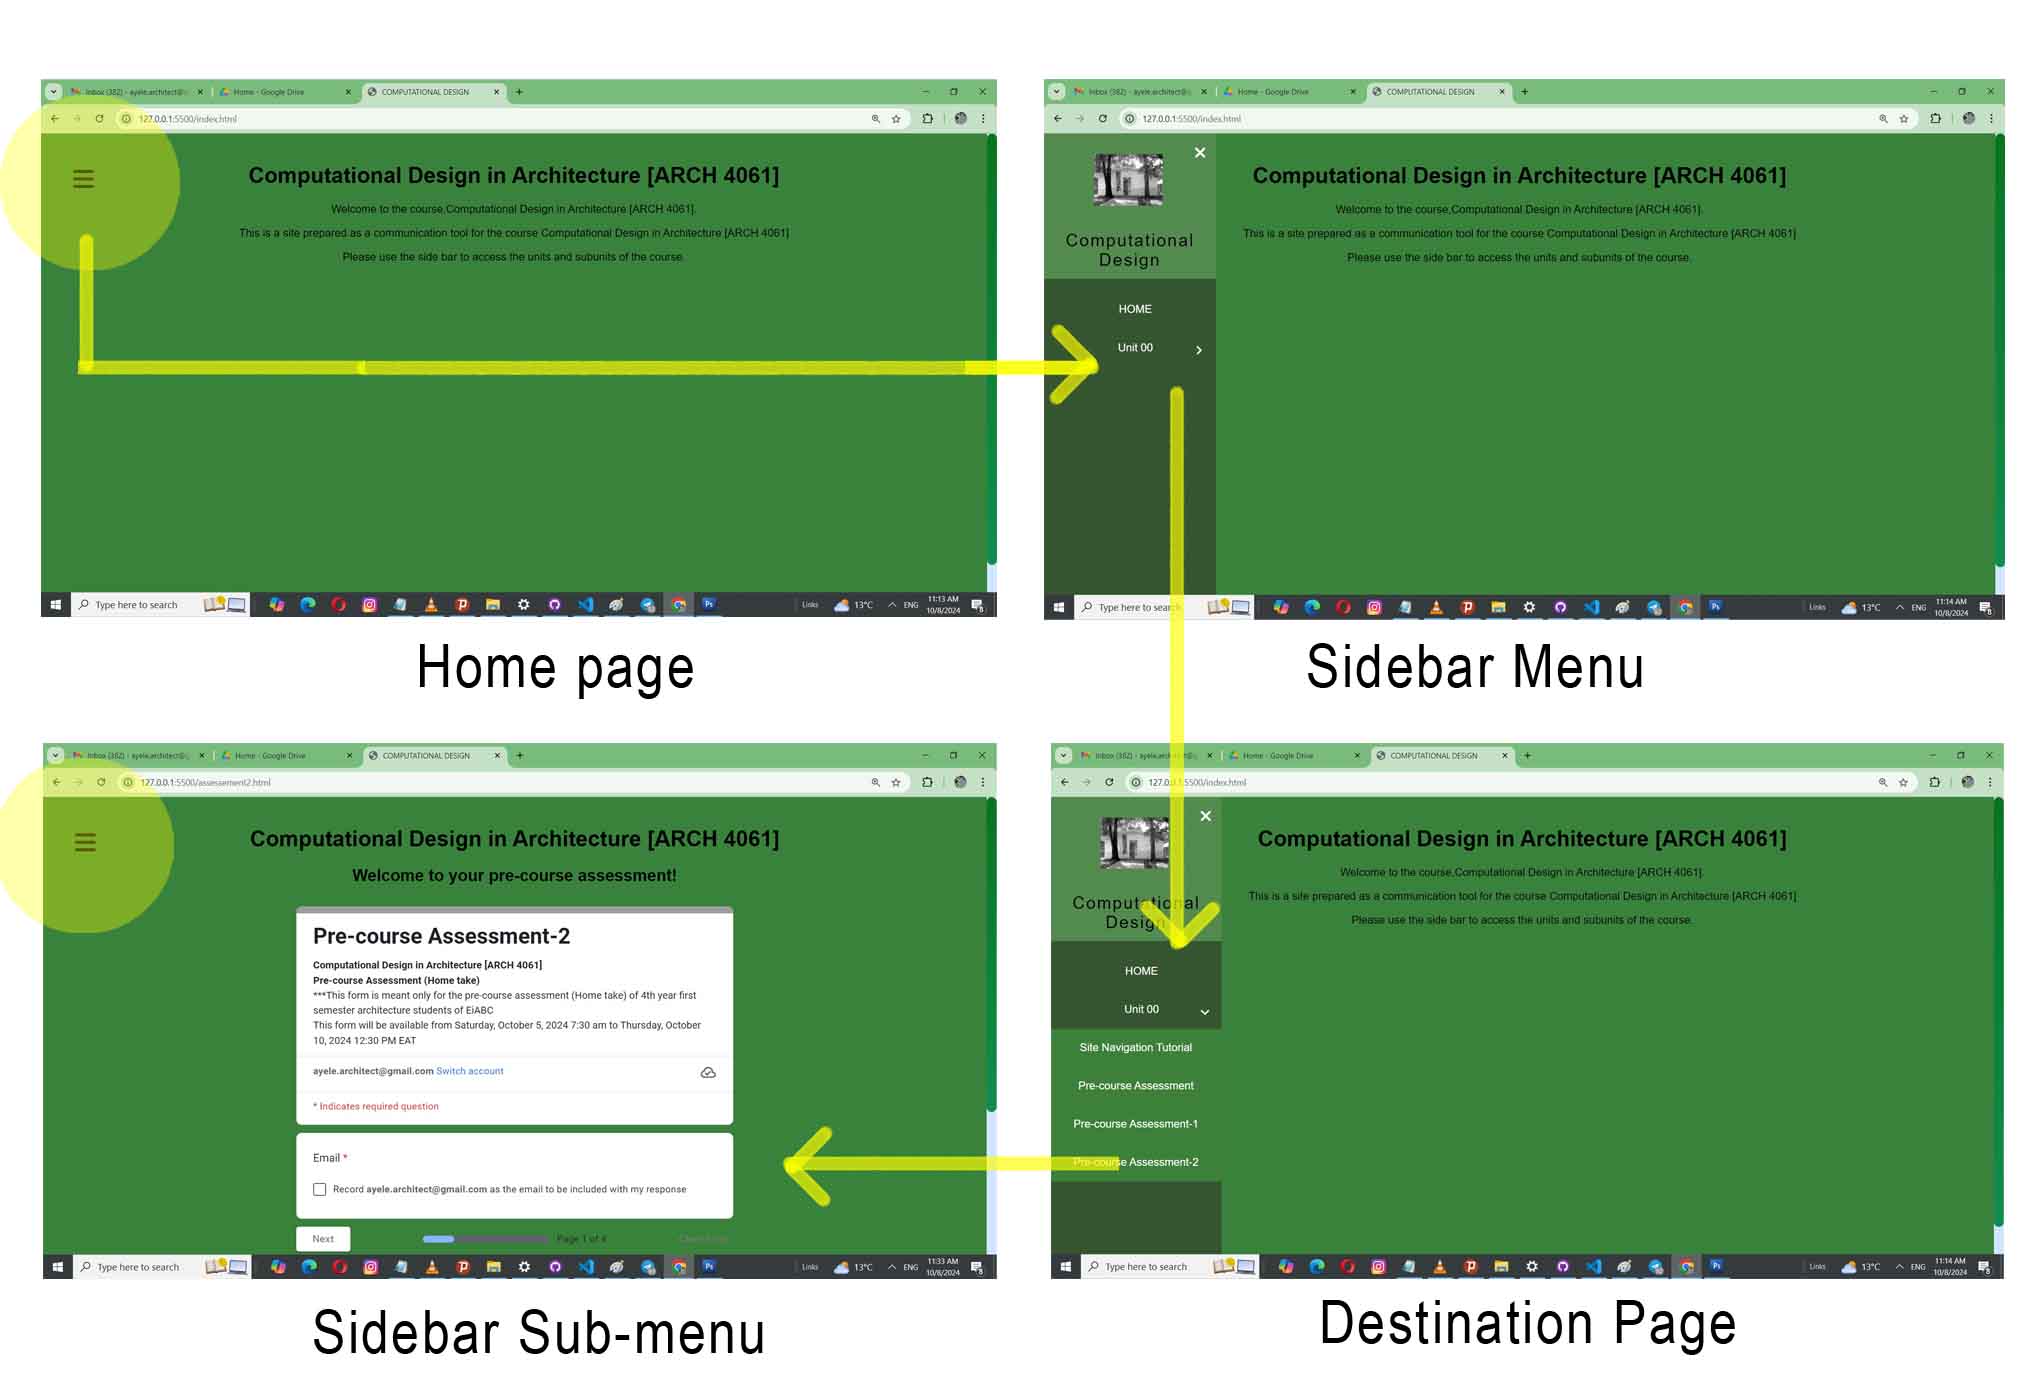 Inbox (382) - ayele.architect@g
Home - Google Drive
COMPUTATIONAL DESIGN
127.0.0.1:5500/index.html
Computational Design in Architecture [ARCH 4061]
Welcome to the course,Computational Design in Architecture [ARCH 4061].
This is a site prepared as a communication tool for the course Computational Design in Architecture [ARCH 4061]
Please use the side bar to access the units and subunits of the course.
Type here to search
Links
13°C
ENG
11:13 AM
10/8/2024
Home page
Inbox (382) - ayele.architect@g
Home - Google Drive
COMPUTATIONAL DESIGN
127.0.0.1:5500/index.html
Computational
Design
HOME
Unit 00
Computational Design in Architecture [ARCH 4061]
Welcome to the course,Computational Design in Architecture [ARCH 4061].
This is a site prepared as a communication tool for the course Computational Design in Architecture [ARCH 4061]
Please use the side bar to access the units and subunits of the course.
Type here to search
Ps
Links
13°C
ENG
11:14 AM
10/8/2024
Sidebar Menu
Inbox (382) - ayele.architect@g
Home - Google Drive
COMPUTATIONAL DESIGN
127.0.0.1:5500/assessement2.html
Computational Design in Architecture [ARCH 4061]
Welcome to your pre-course assessment!
Pre-course Assessment-2
Computational Design in Architecture [ARCH 4061]
Pre-course Assessment (Home take)
***This form is meant only for the pre-course assessment (Home take) of 4th year first
semester architecture students of EiABC
This form will be available from Saturday, October 5, 2024 7:30 am to Thursday, October
10, 2024 12:30 PM EAT
ayele.architect@gmail.com Switch account
* Indicates required question
Email *
Record ayele.architect@gmail.com as the email to be included with my response
Next
Page 1 of 4
Type here to search
Ps
Links
13°C
ENG
11:33 AM
10/8/2024
Sidebar Sub-menu
Inbox (382) - ayele.architect@g
Home - Google Drive
COMPUTATIONAL DESIGN
127.0.0.1:5500/index.html
Computational
Design
HOME
Unit 00
Site Navigation Tutorial
Pre-course Assessment
Pre-course Assessment-1
Pre-course Assessment-2
Computational Design in Architecture [ARCH 4061]
Welcome to the course,Computational Design in Architecture [ARCH 4061].
This is a site prepared as a communication tool for the course Computational Design in Architecture [ARCH 4061]
Please use the side bar to access the units and subunits of the course.
Type here to search
Ps
Links
13°C
ENG
11:14 AM
10/8/2024
Destination Page